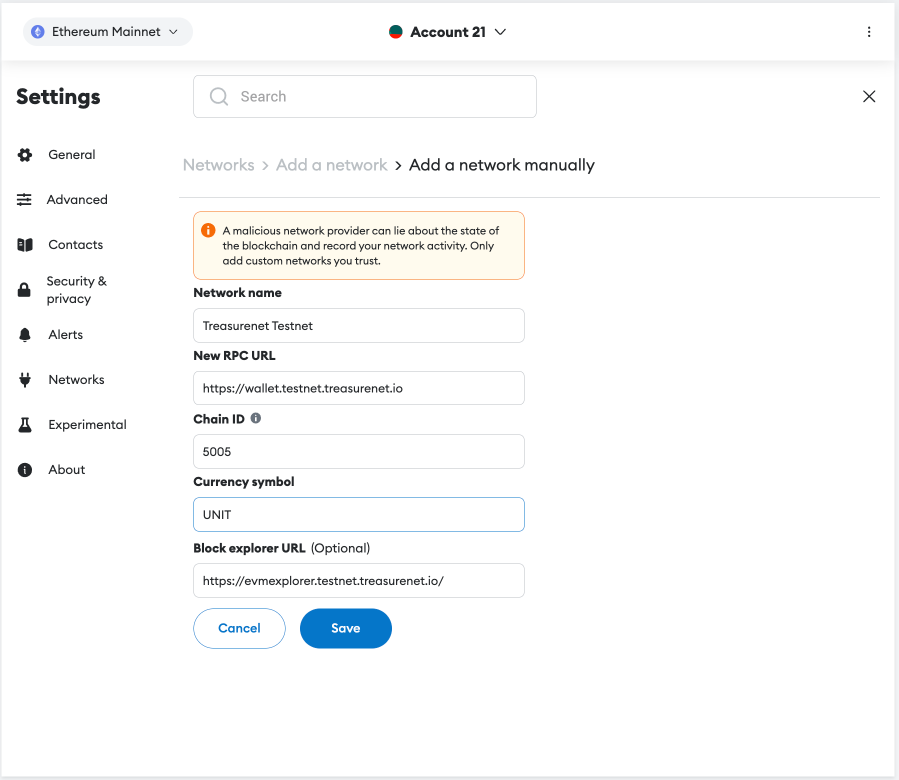 Ethereum Mainnet
Account 21
Settings
Search
General
Advanced
Contacts
Security &
privacy
Alerts
Networks
Experimental
About
Networks > Add a network > Add a network manually
A malicious network provider can lie about the state of
the blockchain and record your network activity. Only
add custom networks you trust.
Network name
Treasurenet Testnet
New RPC URL
https://wallet.testnet.treasurenet.io
Chain ID
5005
Currency symbol
UNIT
Block explorer URL (Optional)
https://evmexplorer.testnet.treasurenet.io/
Cancel
Save